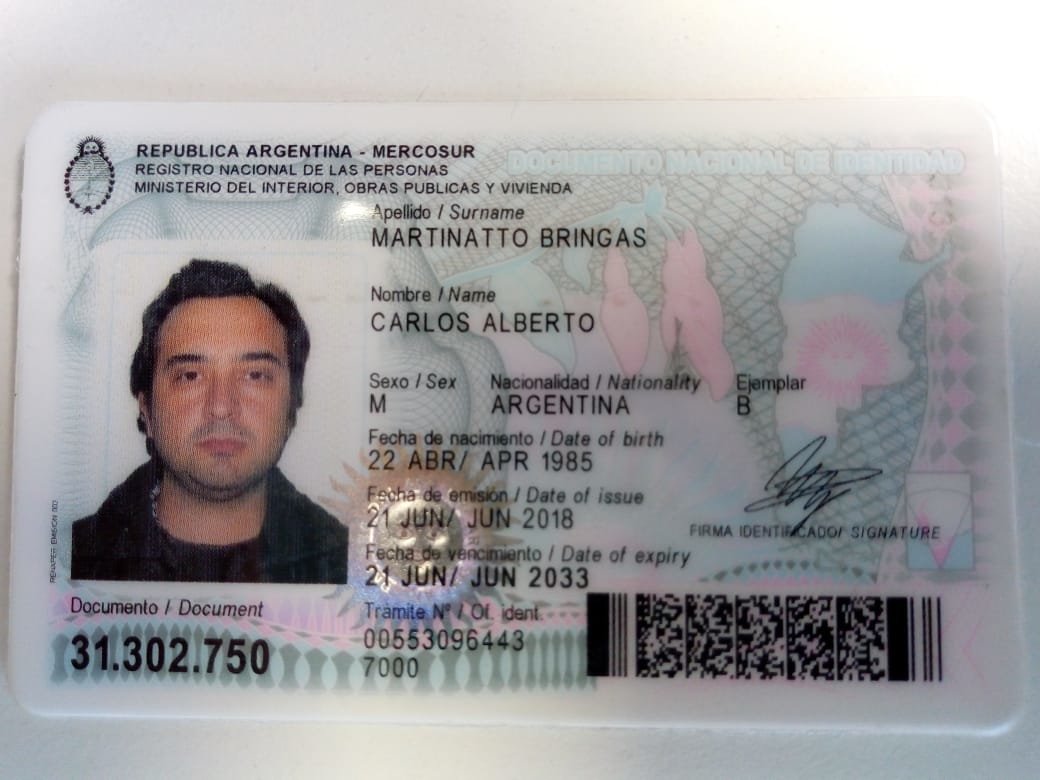 REPUBLICA ARGENTINA - MERCOSUR
REGISTRO NACIONAL DE LAS PERSONAS
MINISTERIO DEL INTERIOR, OBRAS PUBLICAS Y VIVIENDA
DOCUMENTO NACIONAL DE IDENTIDAD
Apellido / Surname
MARTINATTO BRINGAS
Nombre / Name
CARLOS ALBERTO
Sexo / Sex Nacionalidad / Nationality Ejemplar
M ARGENTINA B
Fecha de nacimiento / Date of birth
22 ABR/ APR 1985
Fecha de emisión / Date of issue
21 JUN/ JUN 2018
FIRMA IDENTIFICADO/ SIGNATURE
Fecha de vencimiento / Date of expiry
21 JUN/ JUN 2033
Documento / Document
31.302.750
Trámite N° / Of. ident.
00553096443
7000